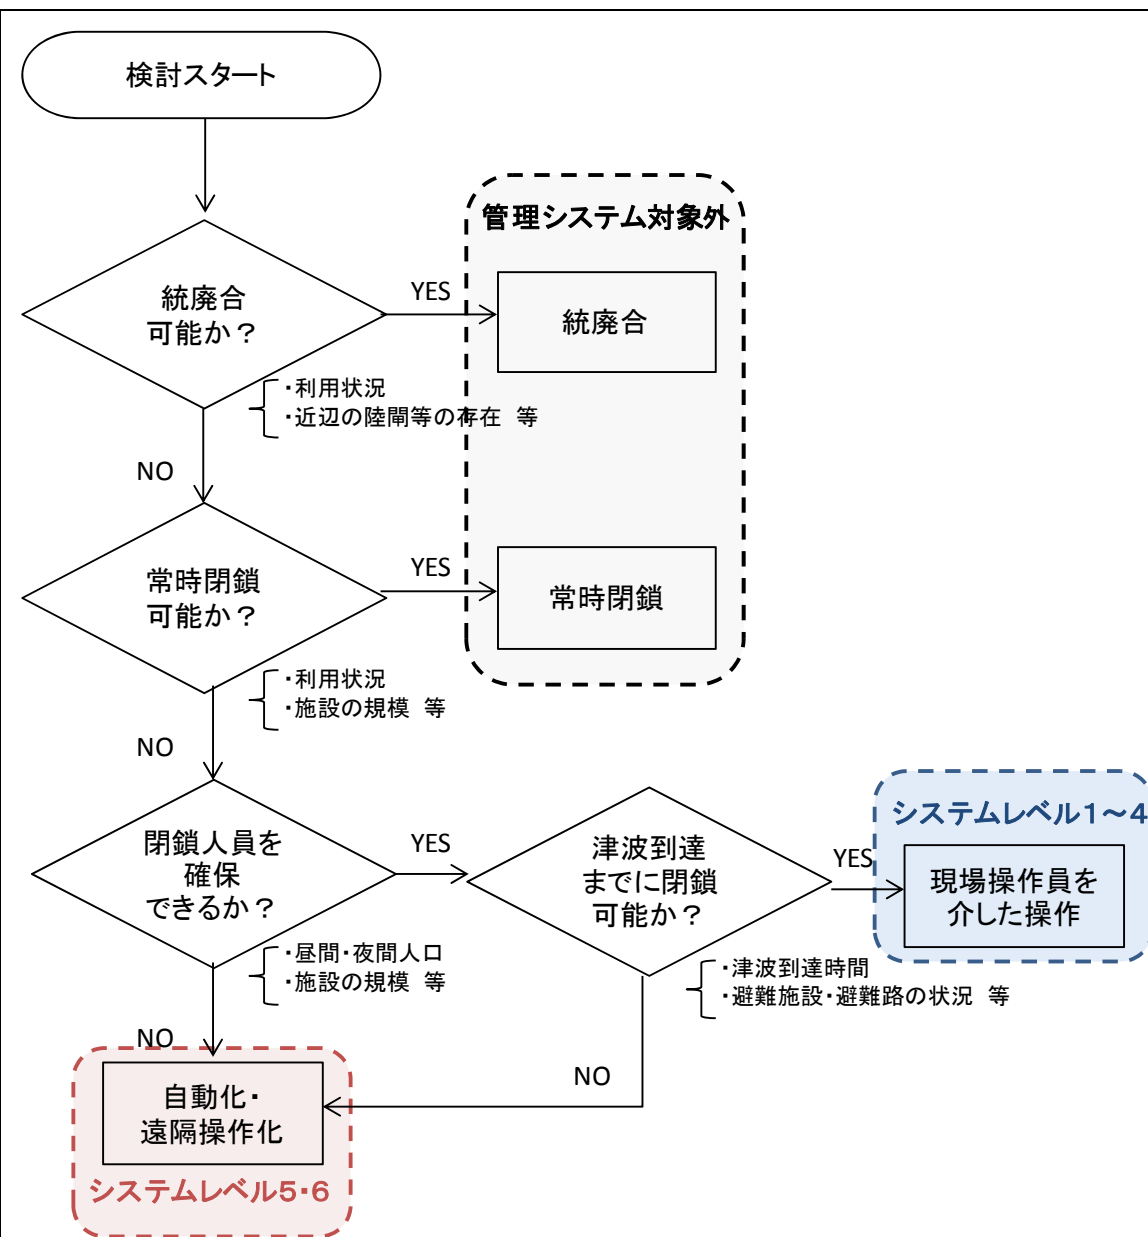 検討スタート
管理システム対象外
統廃合
可能か？
YES
統廃合
・利用状況
・近辺の陸閘等の存在　等
NO
常時閉鎖
可能か？
YES
常時閉鎖
・利用状況
・施設の規模　等
NO
閉鎖人員を
確保
できるか？
YES
津波到達
までに閉鎖
可能か？
YES
システムレベル１～４
現場操作員を
介した操作
・昼間・夜間人口
・施設の規模　等
・津波到達時間
・避難施設・避難路の状況　等
NO
NO
自動化・
遠隔操作化
システムレベル５・６